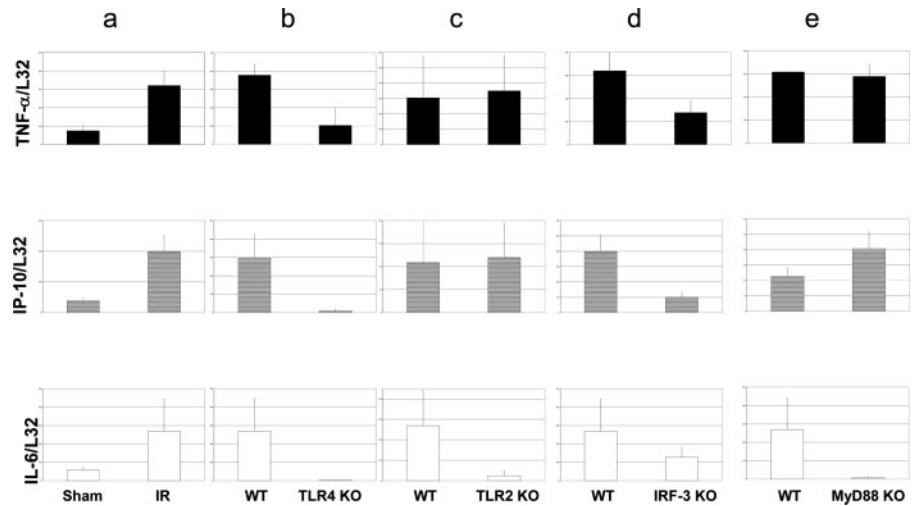 a b c d e
TNF-α/L32
IP-10/L32
IL-6/L32
Sham IR WT TLR4 KO WT TLR2 KO WT IRF-3 KO WT MyD88 KO